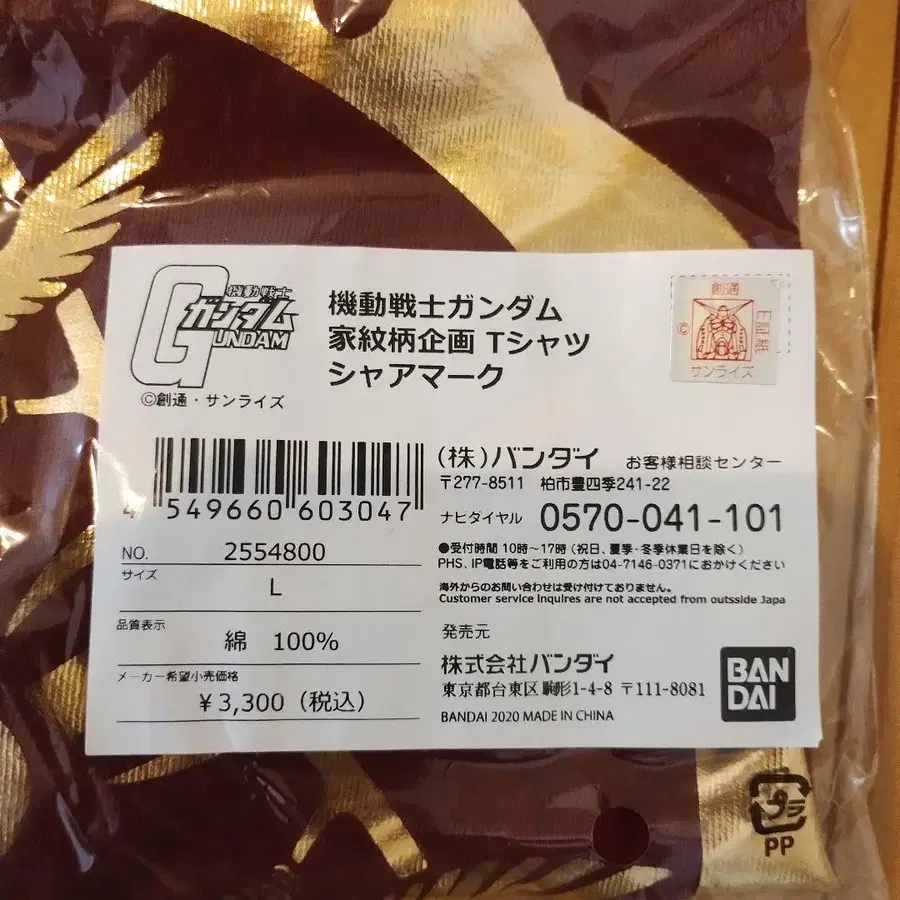 機動戦士
ガンダム
GUNDAM
©創通・サンライズ
機動戦士ガンダム
家紋柄企画 Tシャツ
シャアマーク
創通
©
証紙
サンライズ
4 549660 603047
NO. 2554800
サイズ
L
品質表示
綿 100%
メーカー希望小売価格
¥3,300(税込)
(株)バンダイ お客様相談センター
〒277-8511 柏市豊四季241-22
ナビダイヤル 0570-041-101
●受付時間 10時〜17時(祝日、夏季・冬季休業日を除く)
PHS、IP電話等をご利用の方は04-7146-0371におかけください
海外からのお問い合わせは受け付けておりません。
Customer service Inquires are not accepted from outsside Japa
発売元
株式会社バンダイ
東京都台東区駒形1-4-8 〒111-8081
BANDAI 2020 MADE IN CHINA
BAN
DAI
プラ
PP